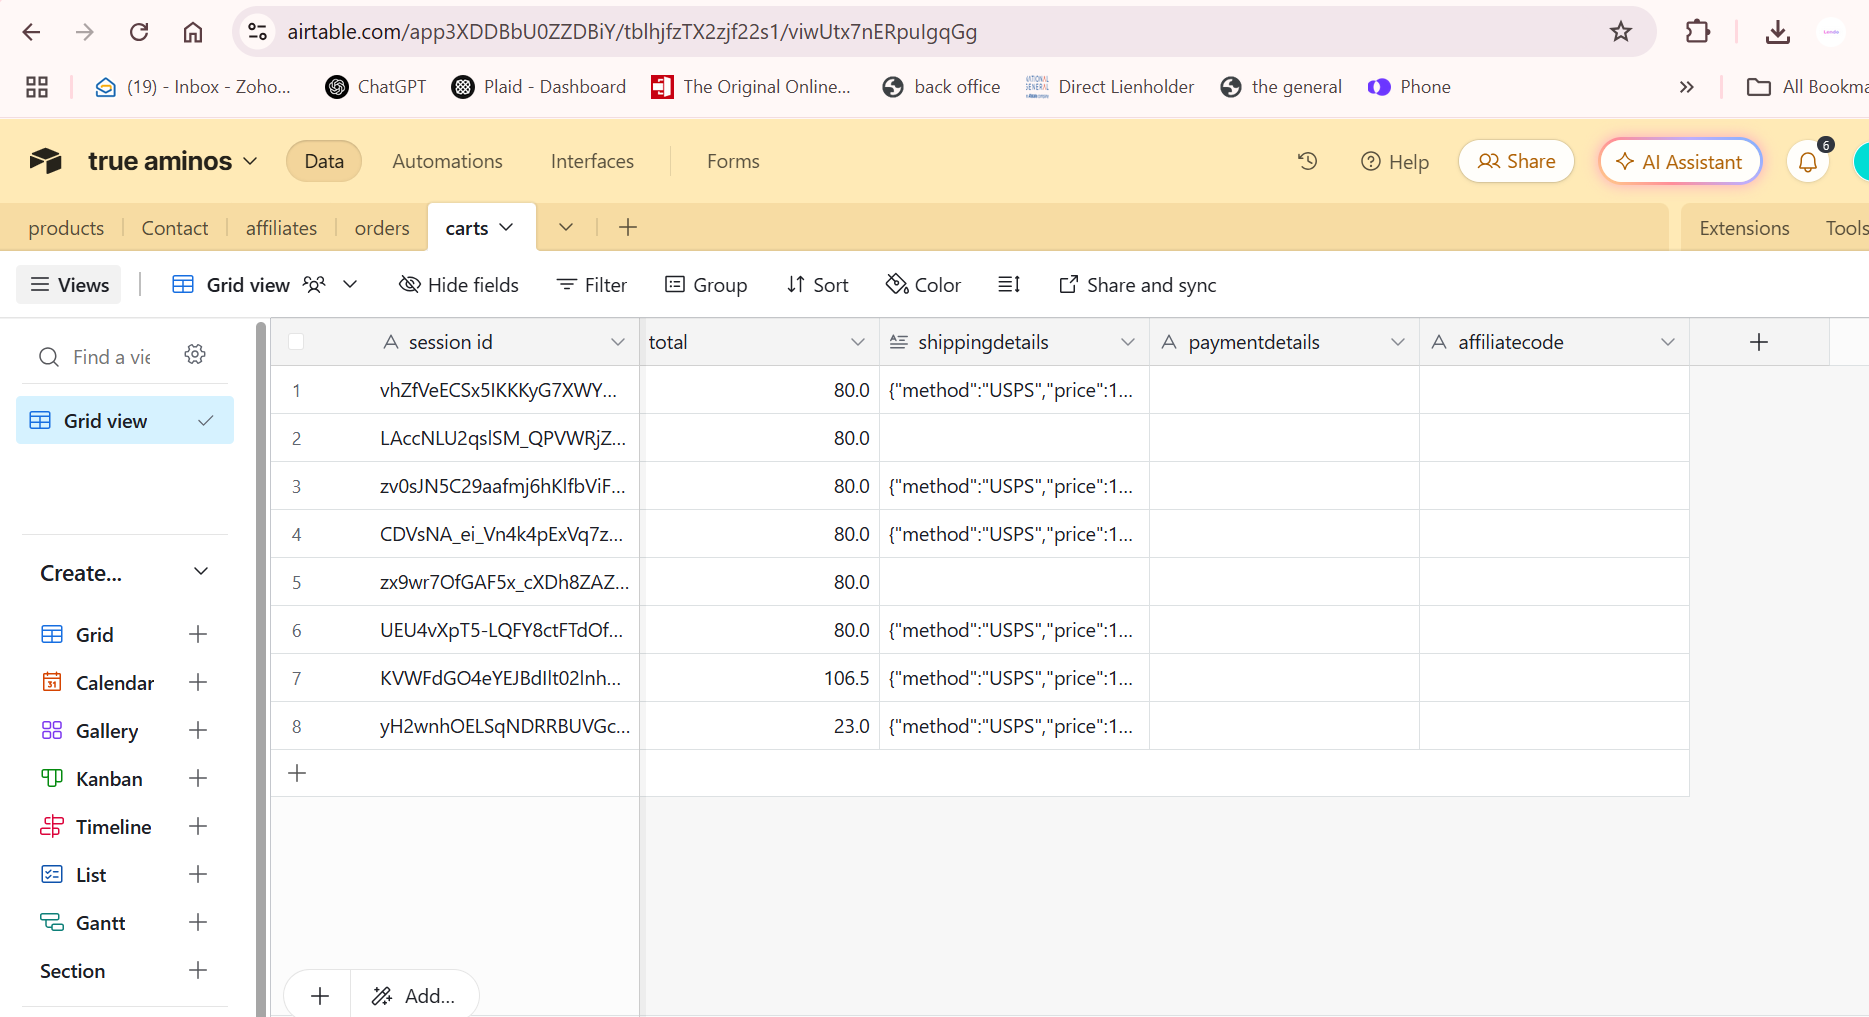 airtable.com/app3XDDBbU0ZZDBiY/tblhjfzTX2zjf22s1/viwUtx7nERpuIgqGg
(19) - Inbox - Zoho... ChatGPT Plaid - Dashboard The Original Online... back office Direct Lienholder the general Phone All Bookma
true aminos Data Automations Interfaces Forms Help Share AI Assistant 6
products Contact affiliates orders carts Extensions Tools
Views Grid view Hide fields Filter Group Sort Color Share and sync
Find a vie
Grid view
Create...
Grid
Calendar
Gallery
Kanban
Timeline
List
Gantt
Section
session id total shippingdetails paymentdetails affiliatecode
1 vhZfVeECSx5IKKKyG7XWY... 80.0 {"method":"USPS","price":1...
2 LAccNLU2qslSM_QPVWRjZ... 80.0
3 zv0sJN5C29aafmj6hKlfbViF... 80.0 {"method":"USPS","price":1...
4 CDVsNA_ei_Vn4k4pExVq7z... 80.0 {"method":"USPS","price":1...
5 zx9wr7OfGAF5x_cXDh8ZAZ... 80.0
6 UEU4vXpT5-LQFY8ctFTdOf... 80.0 {"method":"USPS","price":1...
7 KVWFdGO4eYEJBdIlt02lnh... 106.5 {"method":"USPS","price":1...
8 yH2wnhOELSqNDRRBUVGc... 23.0 {"method":"USPS","price":1...
Add...